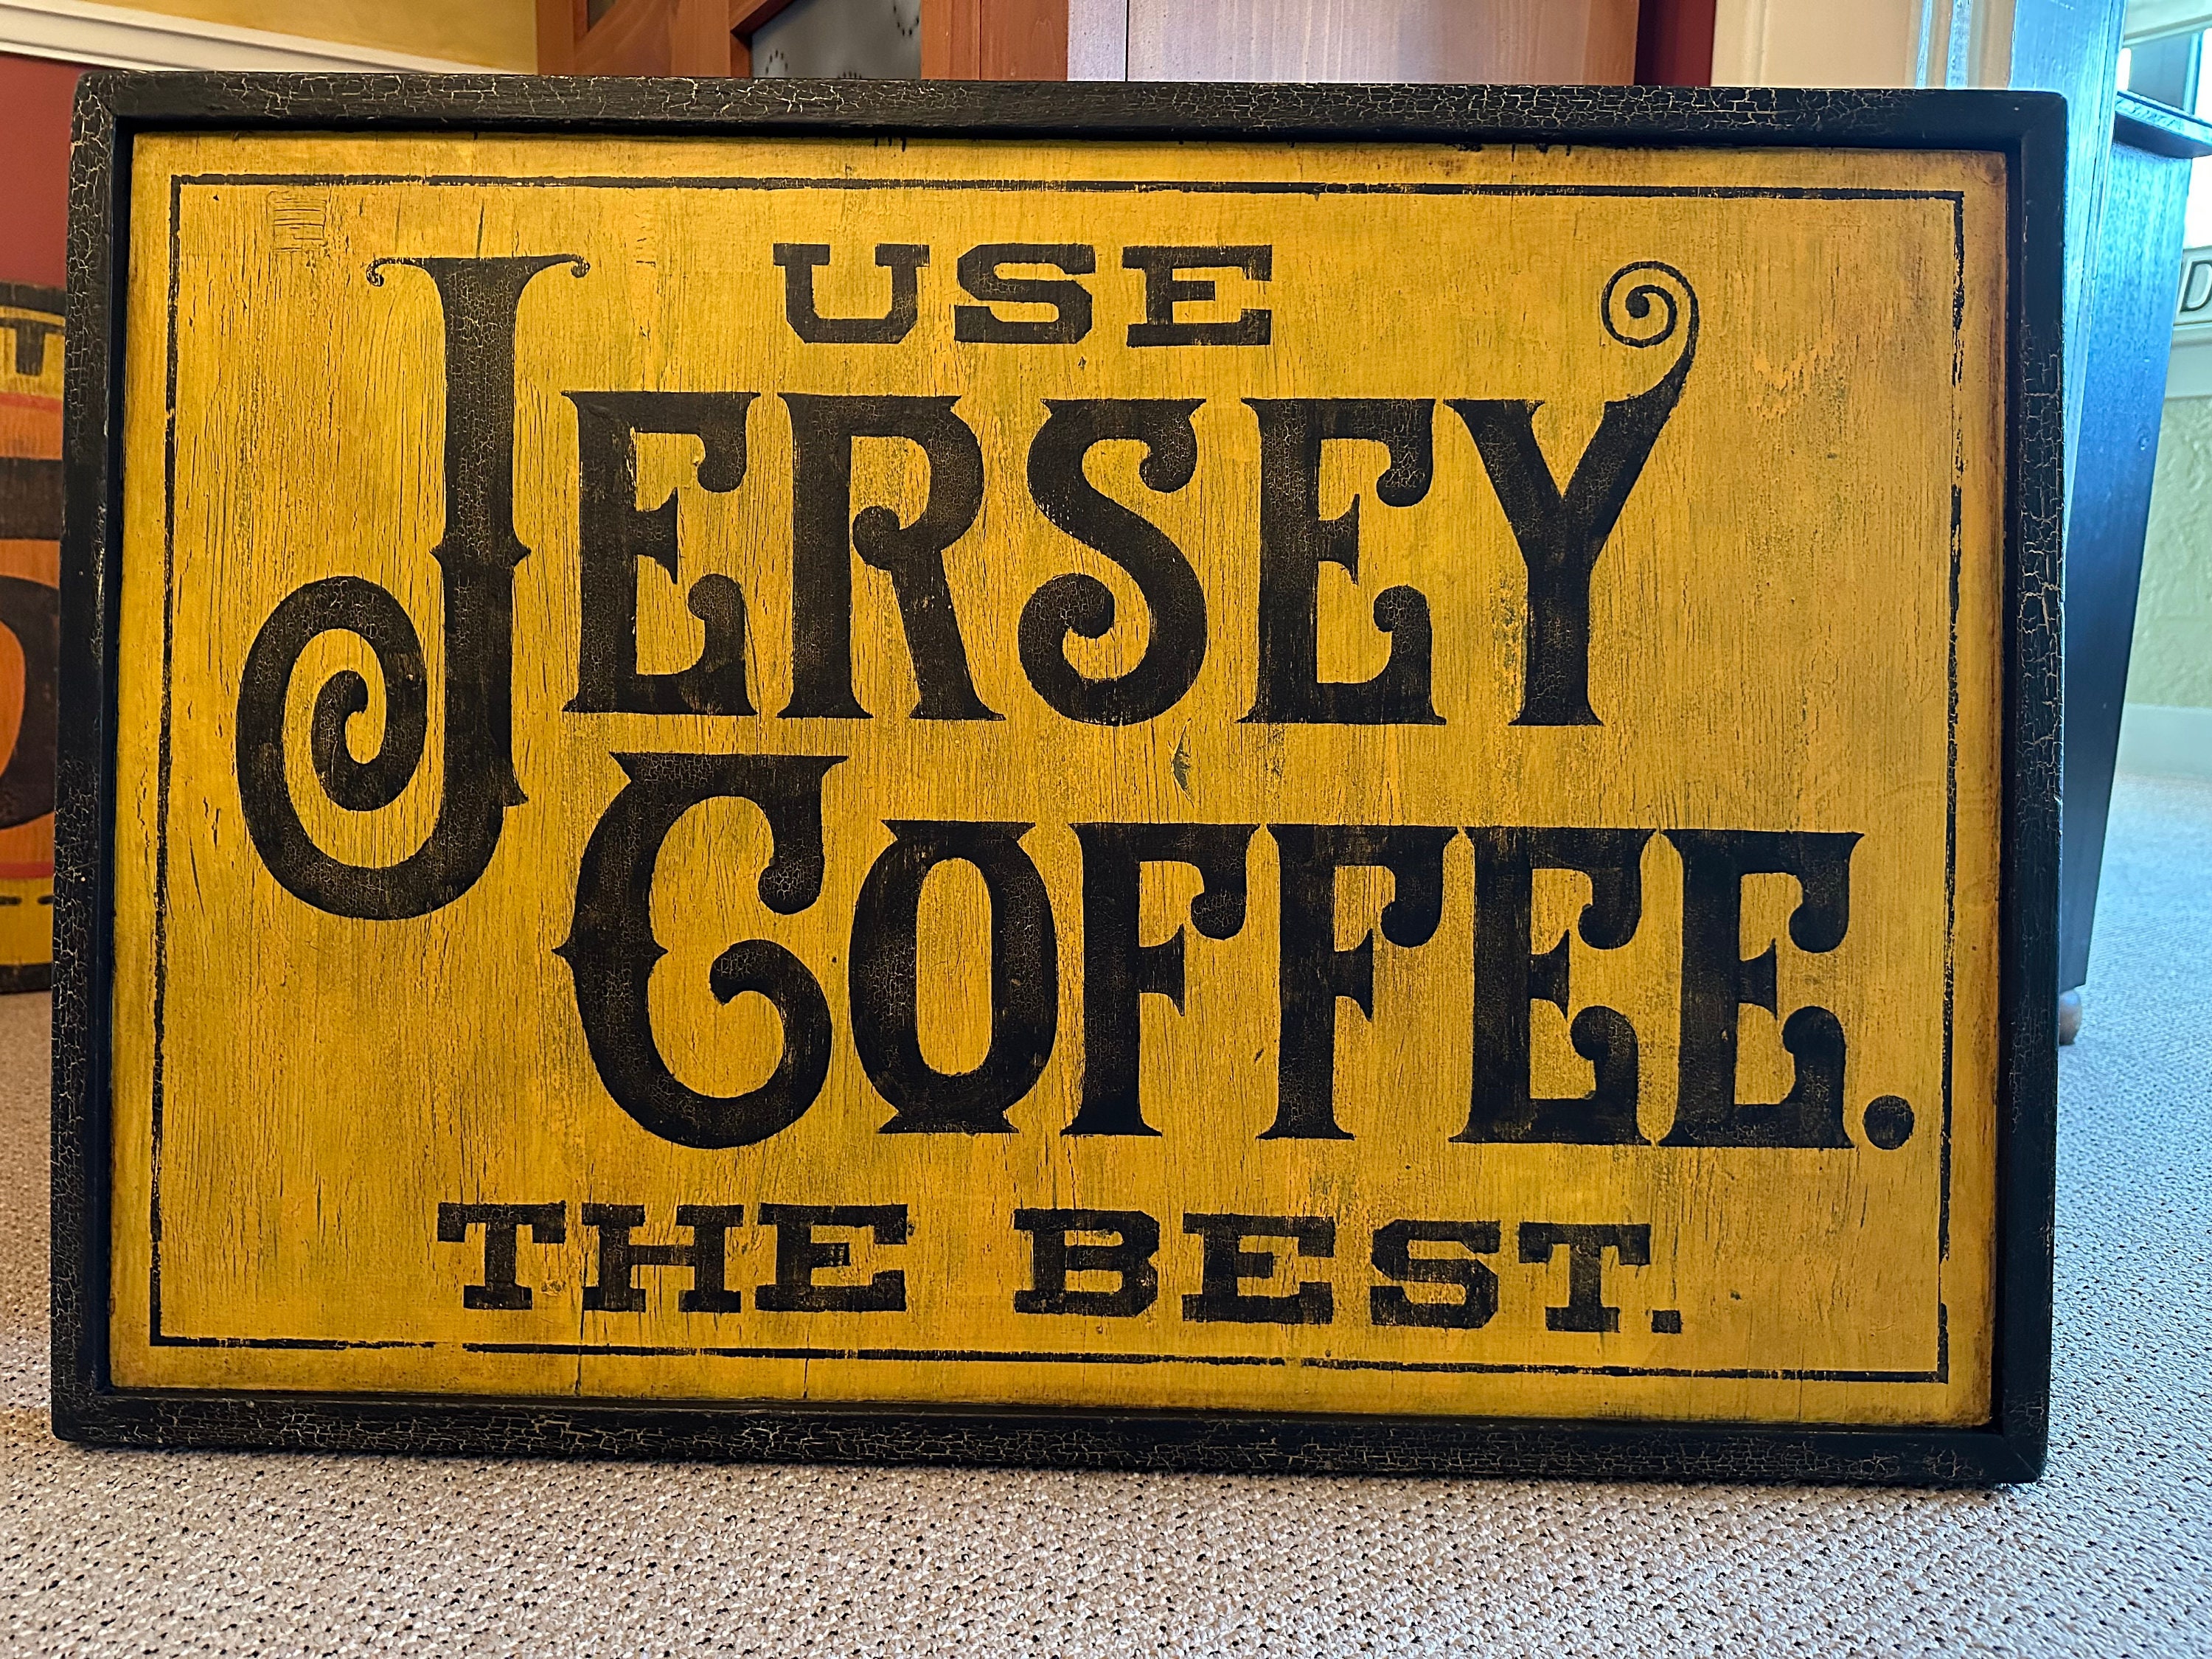 USE
JERSEY
COFFEE.
THE BEST.